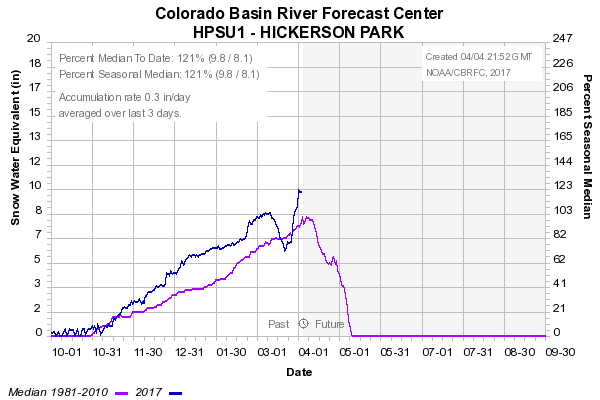 Colorado Basin River Forecast Center
HPSU1 - HICKERSON PARK
Percent Median To Date: 121% (9.8 / 8.1)
Percent Seasonal Median: 121% (9.8 / 8.1)
Accumulation rate 0.3 in/day
averaged over last 3 days.
Created 04/04.21:52 GMT
NOAA/CBRFC, 2017
Snow Water Equivalent (in)
20
18
17
15
13
12
10
8
7
5
3
2
0
Percent Seasonal Median
247
226
206
185
165
144
123
103
82
62
41
21
0
Past Future
10-01 10-31 11-30 12-31 01-30 03-01 04-01 05-01 05-31 07-01 07-31 08-30 09-30
Date
Median 1981-2010 2017